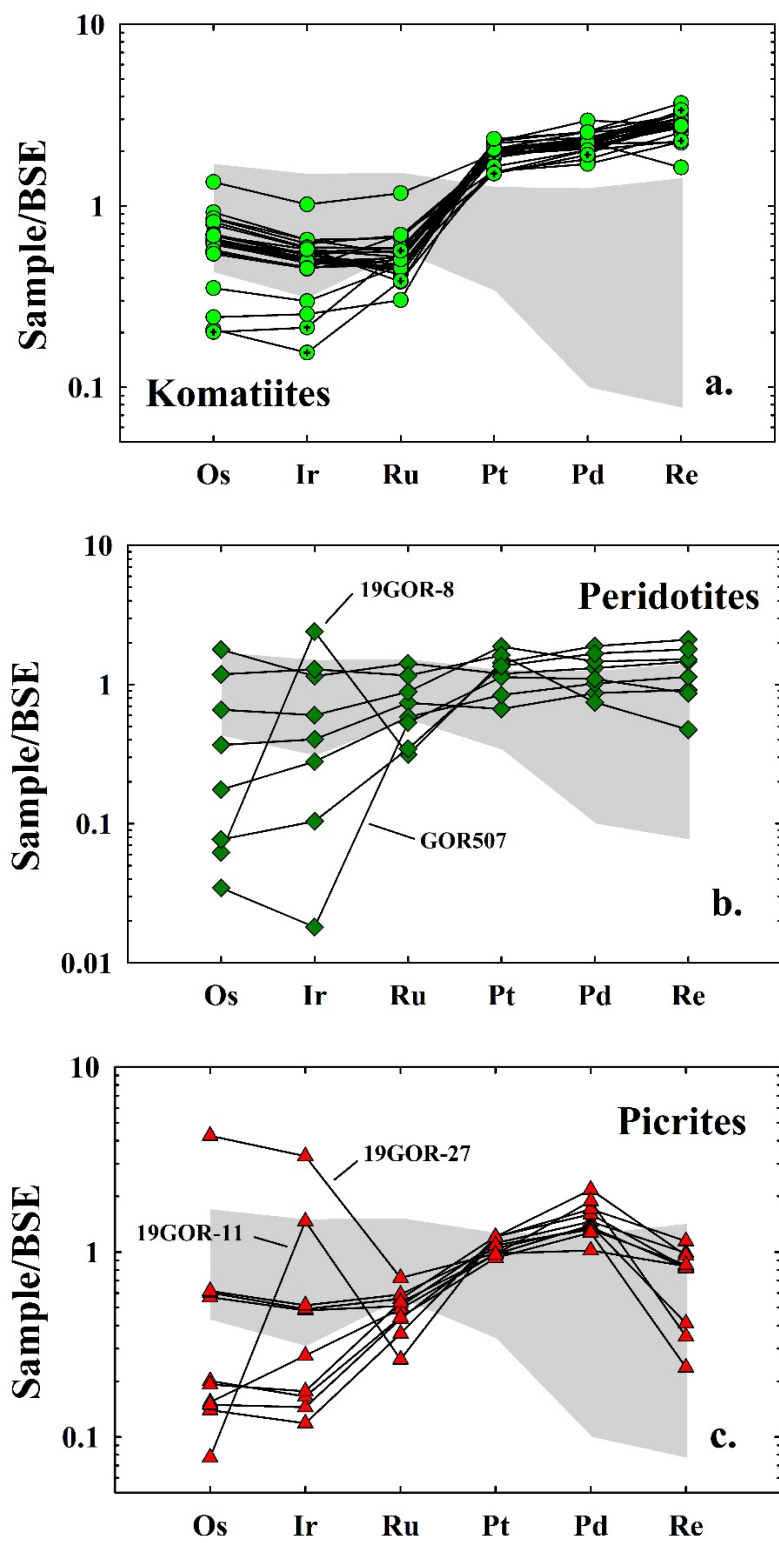 10
1
0.1
Sample/BSE
Komatiites
a.
Os Ir Ru Pt Pd Re
10
1
0.1
0.01
Sample/BSE
19GOR-8
Peridotites
GOR507
b.
Os Ir Ru Pt Pd Re
10
1
0.1
Sample/BSE
Picrites
19GOR-27
19GOR-11
c.
Os Ir Ru Pt Pd Re